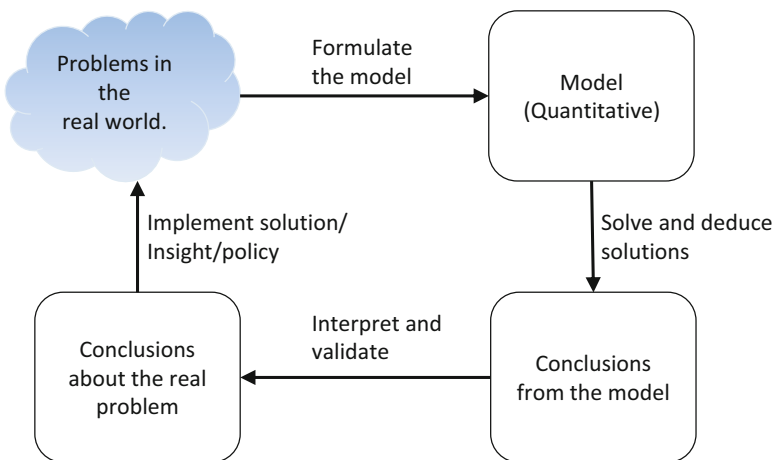 Problems in
the
real world.
Formulate
the model
Model
(Quantitative)
Solve and deduce
solutions
Conclusions
from the model
Interpret and
validate
Conclusions
about the real
problem
Implement solution/
Insight/policy